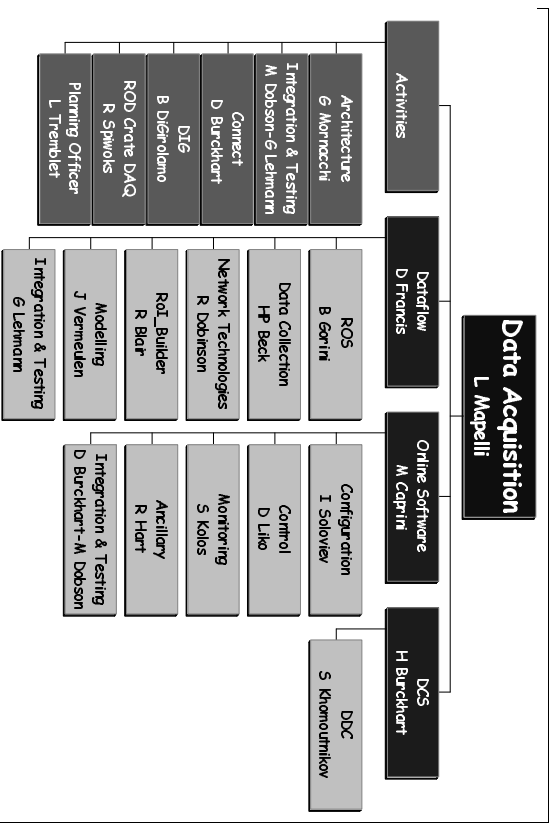 Data Acquisition
L Mapelli
Activities
Architecture
G Mornacchi
Integration & Testing
M Dobson-G Lehmann
Connect
D Burckhart
DIG
B DiGirolamo
ROD Crate DAQ
R Spiwoks
Planning Officer
L Tremblet
Dataflow
D Francis
ROS
B Gorini
Data Collection
HP Beck
Network Technologies
R Dobinson
RoI_Builder
R Blair
Modelling
J Vermeulen
Integration & Testing
G Lehmann
Online Software
M Caprini
Configuration
I Soloviev
Control
D Liko
Monitoring
S Kolos
Ancillary
R Hart
Integration & Testing
D Burckhart-M Dobson
DCS
H Burckhart
DDC
S Khomoutnikov